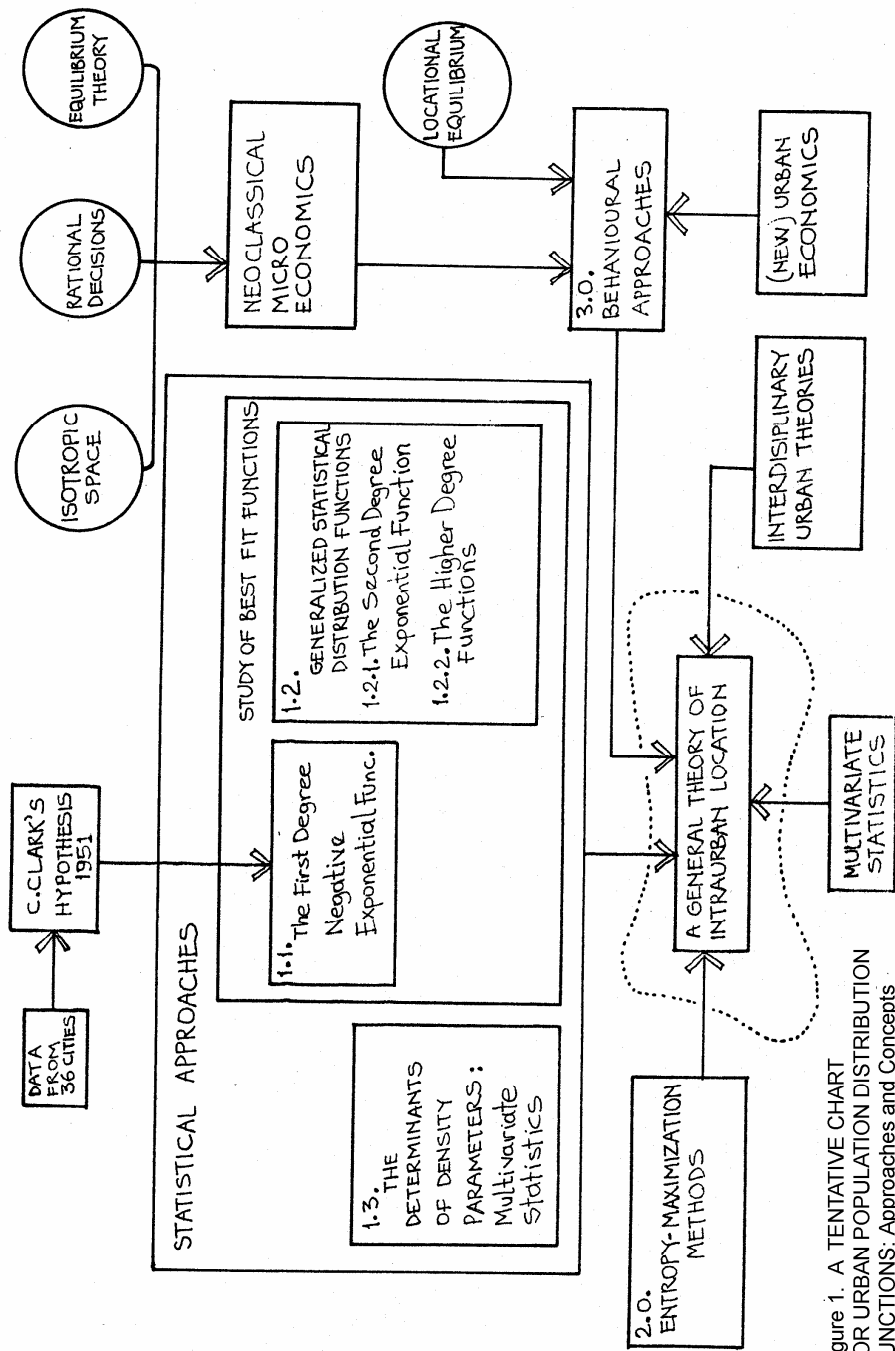 DATA
FROM
36 CITIES
C.CLARK'S
HYPOTHESIS
1951
ISOTROPIC
SPACE
RATIONAL
DECISIONS
EQUILIBRIUM
THEORY
STATISTICAL APPROACHES
STUDY OF BEST FIT FUNCTIONS
1.1. The First Degree
Negative
Exponential Func.
1.2.
GENERALIZED STATISTICAL
DISTRIBUTION FUNCTIONS
1.2.1. The Second Degree
Exponential Function
1.2.2. The Higher Degree
Functions
1.3. THE
DETERMINANTS
OF DENSITY
PARAMETERS:
Multivariate
Statistics
NEOCLASSICAL
MICRO
ECONOMICS
LOCATIONAL
EQUILIBRIUM
3.0.
BEHAVIOURAL
APPROACHES
2.0.
ENTROPY-MAXIMIZATION
METHODS
A GENERAL THEORY OF
INTRAURBAN LOCATION
INTERDISIPLINARY
URBAN THEORIES
(NEW) URBAN
ECONOMICS
MULTIVARIATE
STATISTICS
gure 1. A TENTATIVE CHART
OR URBAN POPULATION DISTRIBUTION
UNCTIONS: Approaches and Concepts